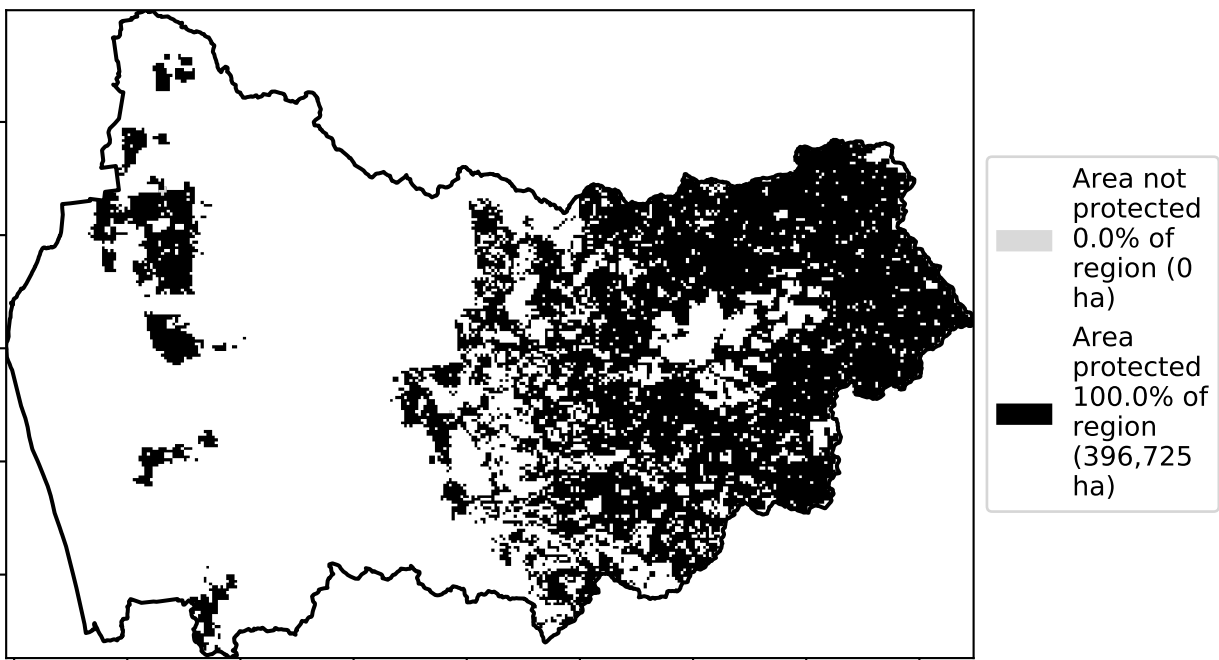 Area not
protected
0.0% of
region (0
ha)
Area
protected
100.0% of
region
(396,725
ha)